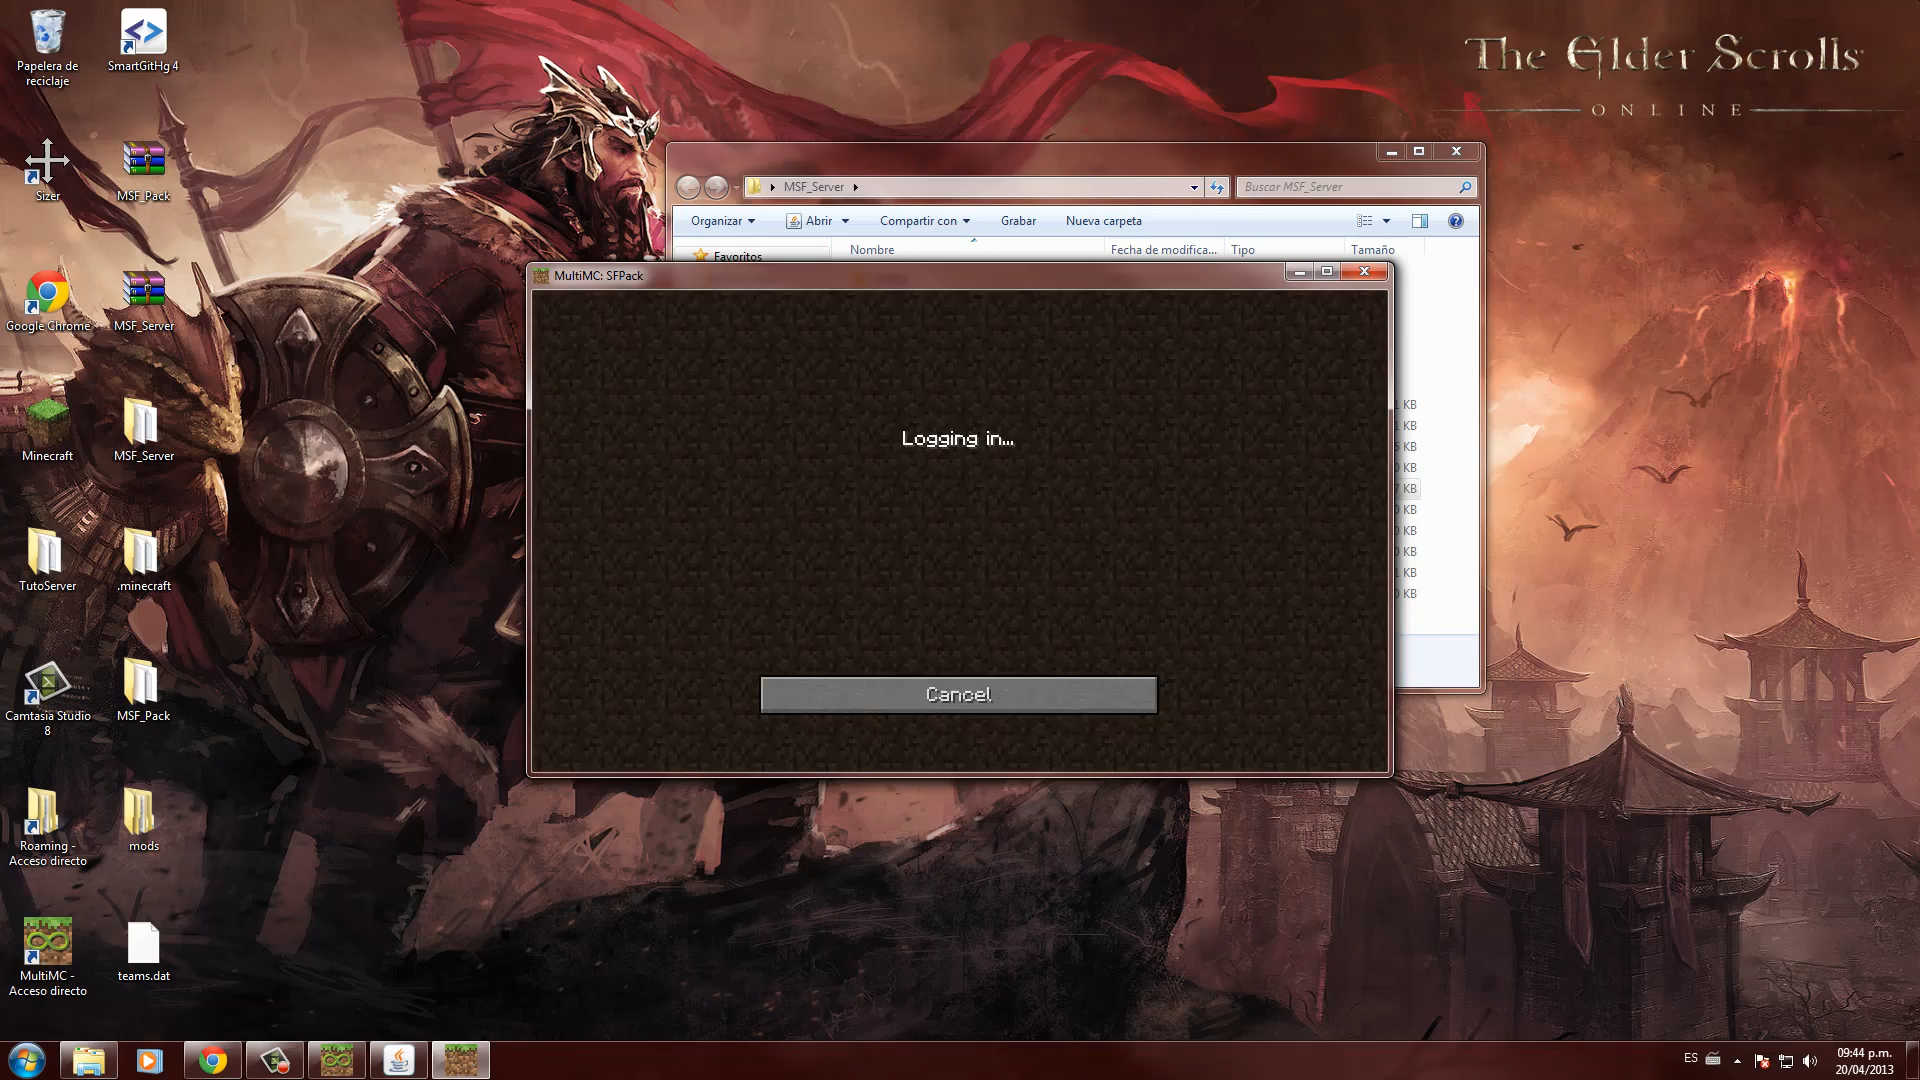 Papelera de
reciclaje
SmartGitHg 4
Sizer
MSF_Pack
Google Chrome
MSF_Server
Minecraft
MSF_Server
TutoServer
.minecraft
Camtasia Studio
8
MSF_Pack
Roaming -
Acceso directo
mods
MultiMC -
Acceso directo
teams.dat
The Elder Scrolls
ONLINE
MSF_Server
Buscar MSF_Server
Organizar
Abrir
Compartir con
Grabar
Nueva carpeta
Favoritos
Nombre
Fecha de modifica...
Tipo
Tamaño
KB
KB
KB
KB
KB
KB
KB
KB
KB
KB
MultiMC: SFPack
Logging in...
Cancel
ES
09:44 p.m.
20/04/2013